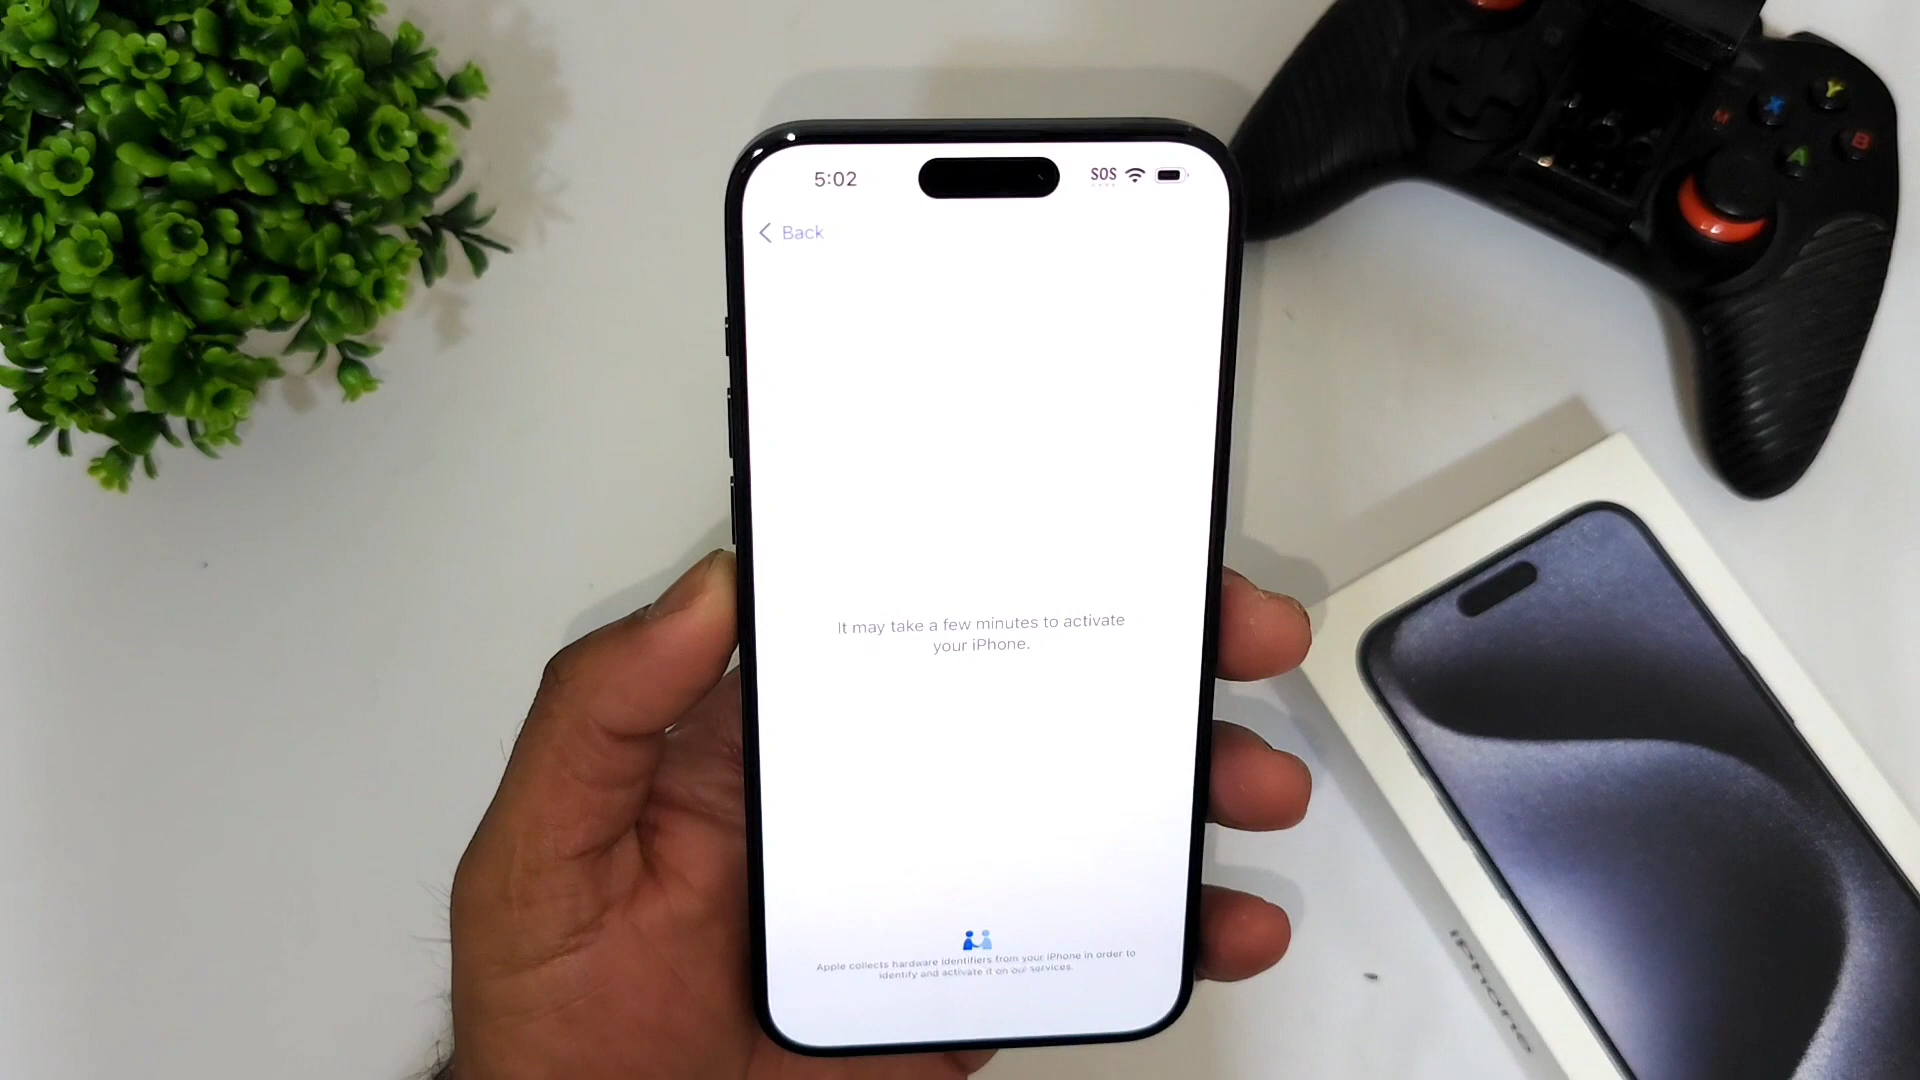 5:02
SOS
Back
It may take a few minutes to activate
your iPhone.
Apple collects hardware identifiers from your iPhone in order to
identify and activate it on our services.
Y
X
B
A
M
iPhone